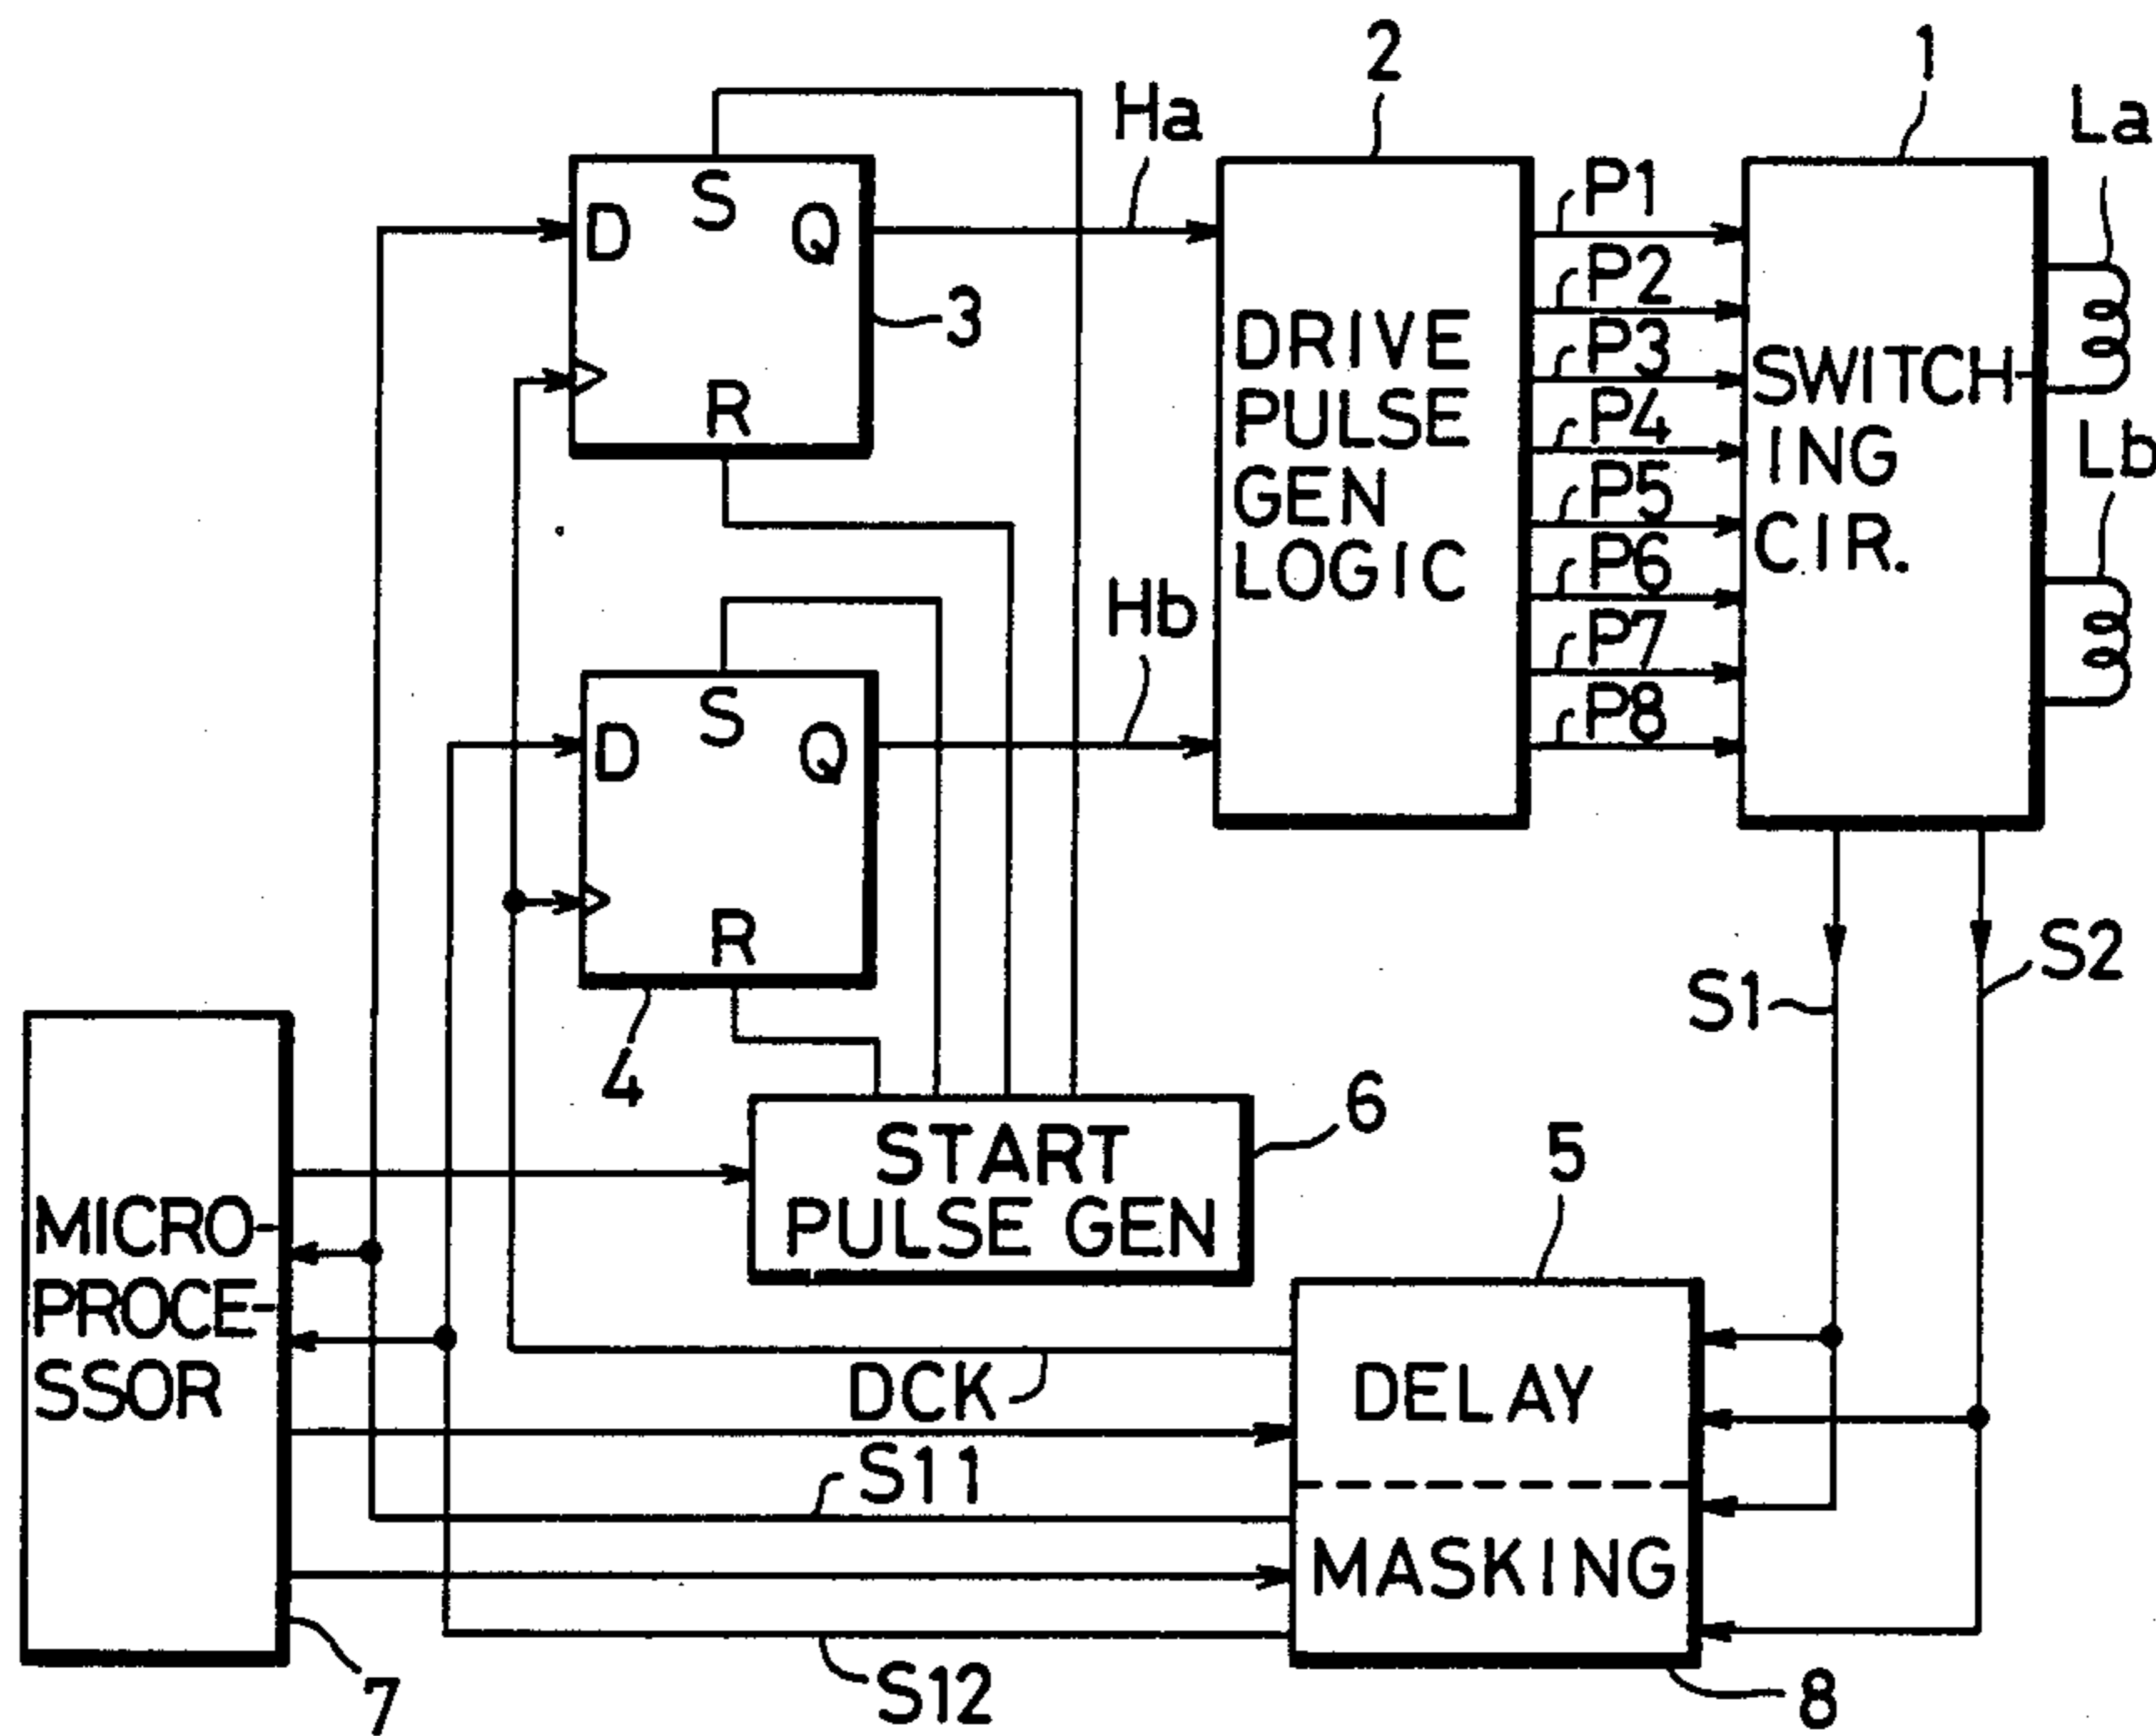 2
1
Ha
La
S
D
Q
P1
P2
3
DRIVE
P3
SWITCH-
R
PULSE
P4
ING
Lb
GEN
P5
CIR.
LOGIC
P6
Hb
P7
S
P8
D
Q
R
S2
S1
4
6
START
PULSE GEN
5
MICRO-
PROCE-
SSOR
DCK
DELAY
S11
MASKING
S12
7
8